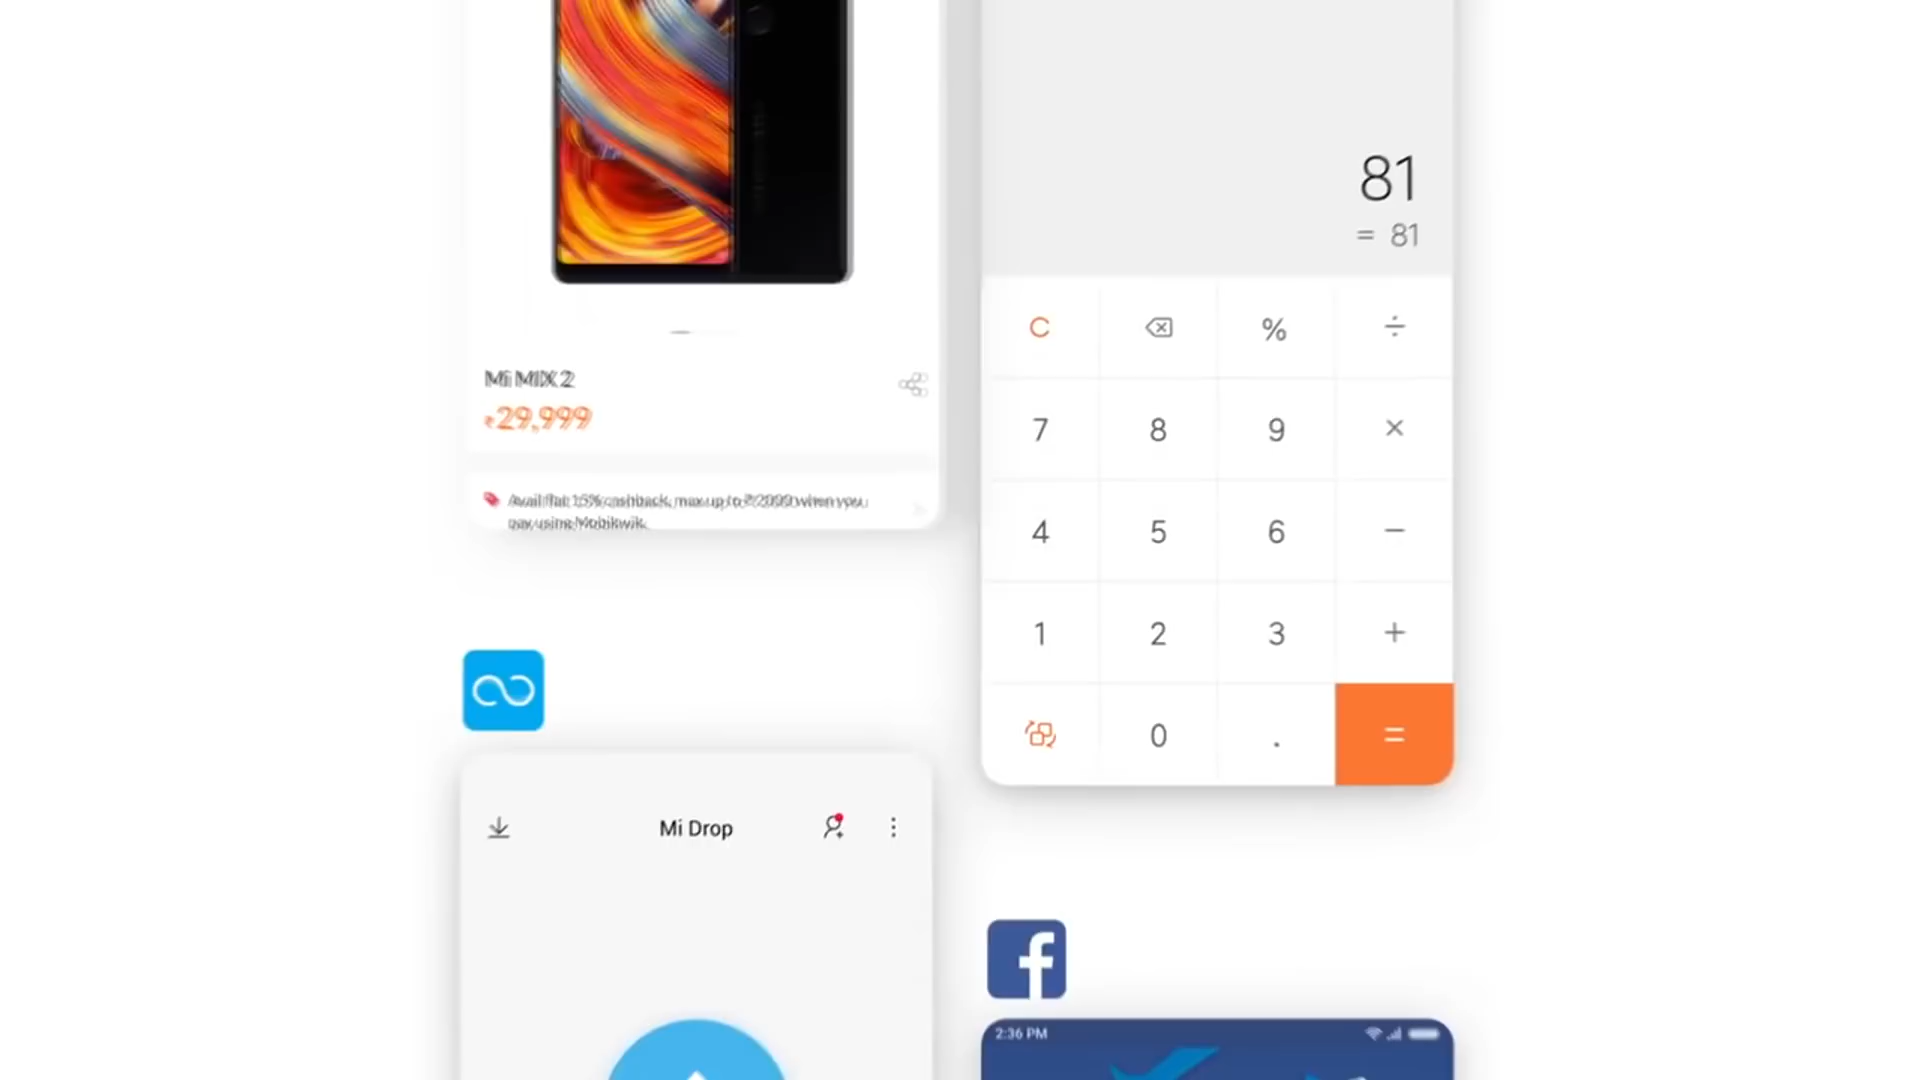 Mi MIX 2
₹29,999
Avail flat 15% cashback, max up to ₹ 2000 when you
pay using Mobikwik.
Mi Drop
81
= 81
C % ÷
7 8 9 ×
4 5 6 −
1 2 3 +
0 . =
f
2:36 PM